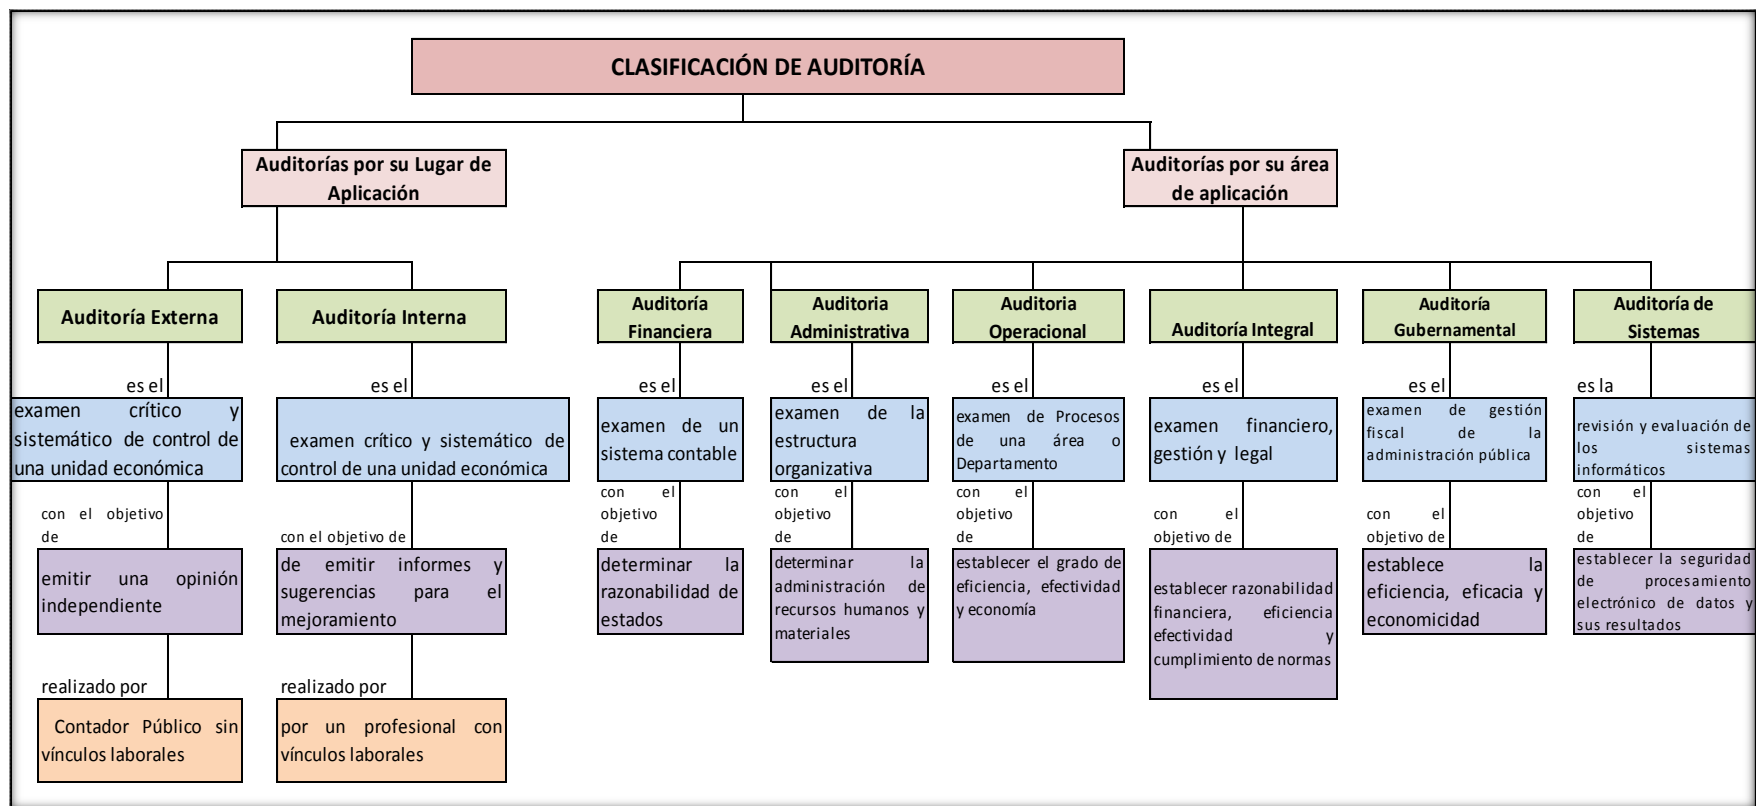 CLASIFICACIÓN DE AUDITORÍA
Auditorías por su Lugar de
Aplicación
Auditorías por su área
de aplicación
Auditoría Externa
es el
examen crítico y
sistemático de control de
una unidad económica
con el objetivo
de
emitir una opinión
independiente
realizado por
Contador Público sin
vínculos laborales
Auditoría Interna
es el
examen crítico y sistemático de
control de una unidad económica
con el objetivo de
de emitir informes y
sugerencias para el
mejoramiento
realizado por
por un profesional con
vínculos laborales
Auditoría
Financiera
es el
examen de un
sistema contable
con el
objetivo
de
determinar la
razonabilidad de
estados
Auditoria
Administrativa
es el
examen de la
estructura
organizativa
con el
objetivo
de
determinar la
administración de
recursos humanos y
materiales
Auditoria
Operacional
es el
examen de Procesos
de una área o
Departamento
con el
objetivo
de
establecer el grado de
eficiencia, efectividad
y economía
Auditoría Integral
es el
examen financiero,
gestión y legal
con el
objetivo de
establecer razonabilidad
financiera, eficiencia
efectividad y
cumplimiento de normas
Auditoría
Gubernamental
es el
examen de gestión
fiscal de la
administración pública
con el
objetivo de
establece la
eficiencia, eficacia y
economicidad
Auditoría de
Sistemas
es la
revisión y evaluación de
los sistemas
informáticos
con el
objetivo
de
establecer la seguridad
de procesamiento
electrónico de datos y
sus resultados